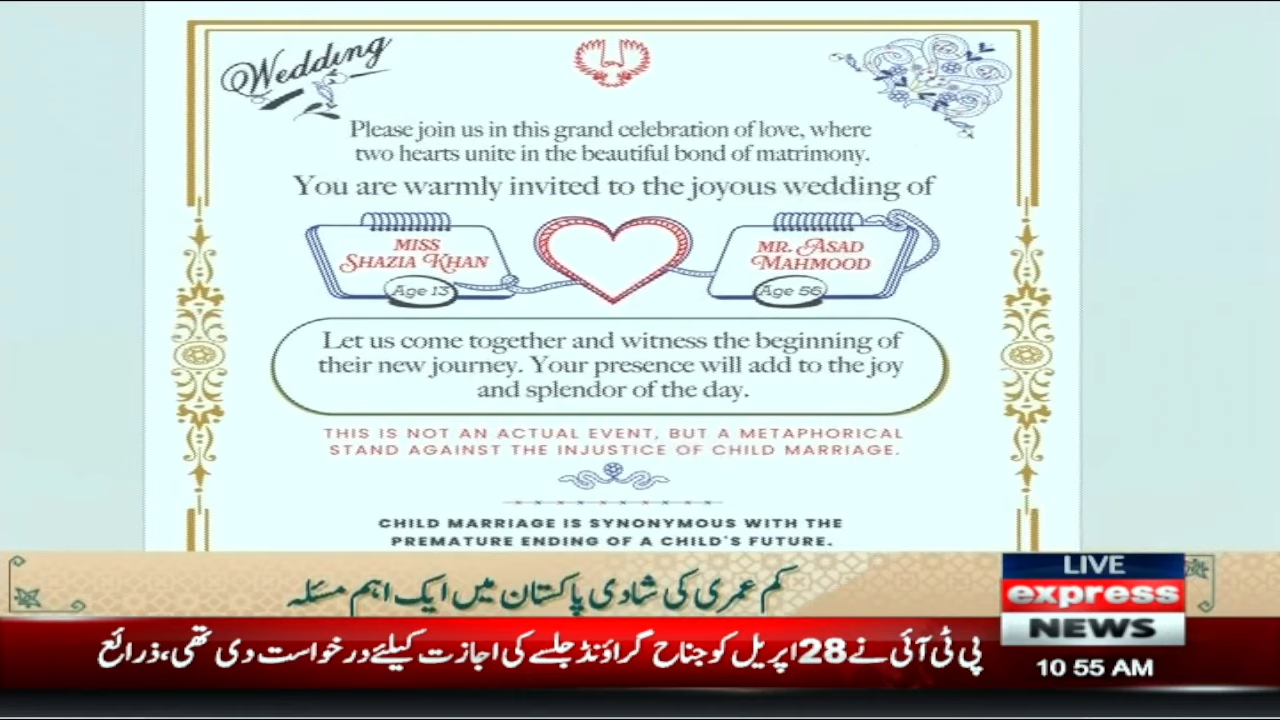 Wedding
Please join us in this grand celebration of love, where
two hearts unite in the beautiful bond of matrimony.
You are warmly invited to the joyous wedding of
MISS
SHAZIA KHAN
Age 13
MR. ASAD
MAHMOOD
Age 56
Let us come together and witness the beginning of
their new journey. Your presence will add to the joy
and splendor of the day.
THIS IS NOT AN ACTUAL EVENT, BUT A METAPHORICAL
STAND AGAINST THE INJUSTICE OF CHILD MARRIAGE.
CHILD MARRIAGE IS SYNONYMOUS WITH THE
PREMATURE ENDING OF A CHILD'S FUTURE.
کم عمری کی شادی پاکستان میں ایک اہم مسئلہ
LIVE
express
NEWS
10 55 AM
پی ٹی آئی نے 28 اپریل کو جناح گراؤنڈ جلسے کی اجازت کیلئے درخواست دی تھی، ذرائع